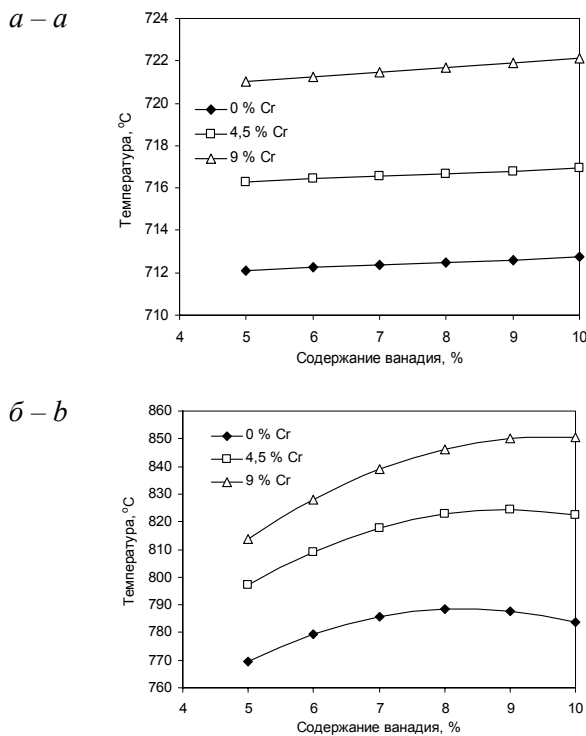 а – a
724
722
720
718
716
714
712
710
Температура, °С
0 % Cr
4,5 % Cr
9 % Cr
4 5 6 7 8 9 10
Содержание ванадия, %
б – b
860
850
840
830
820
810
800
790
780
770
760
Температура, °С
0 % Cr
4,5 % Cr
9 % Cr
4 5 6 7 8 9 10
Содержание ванадия, %